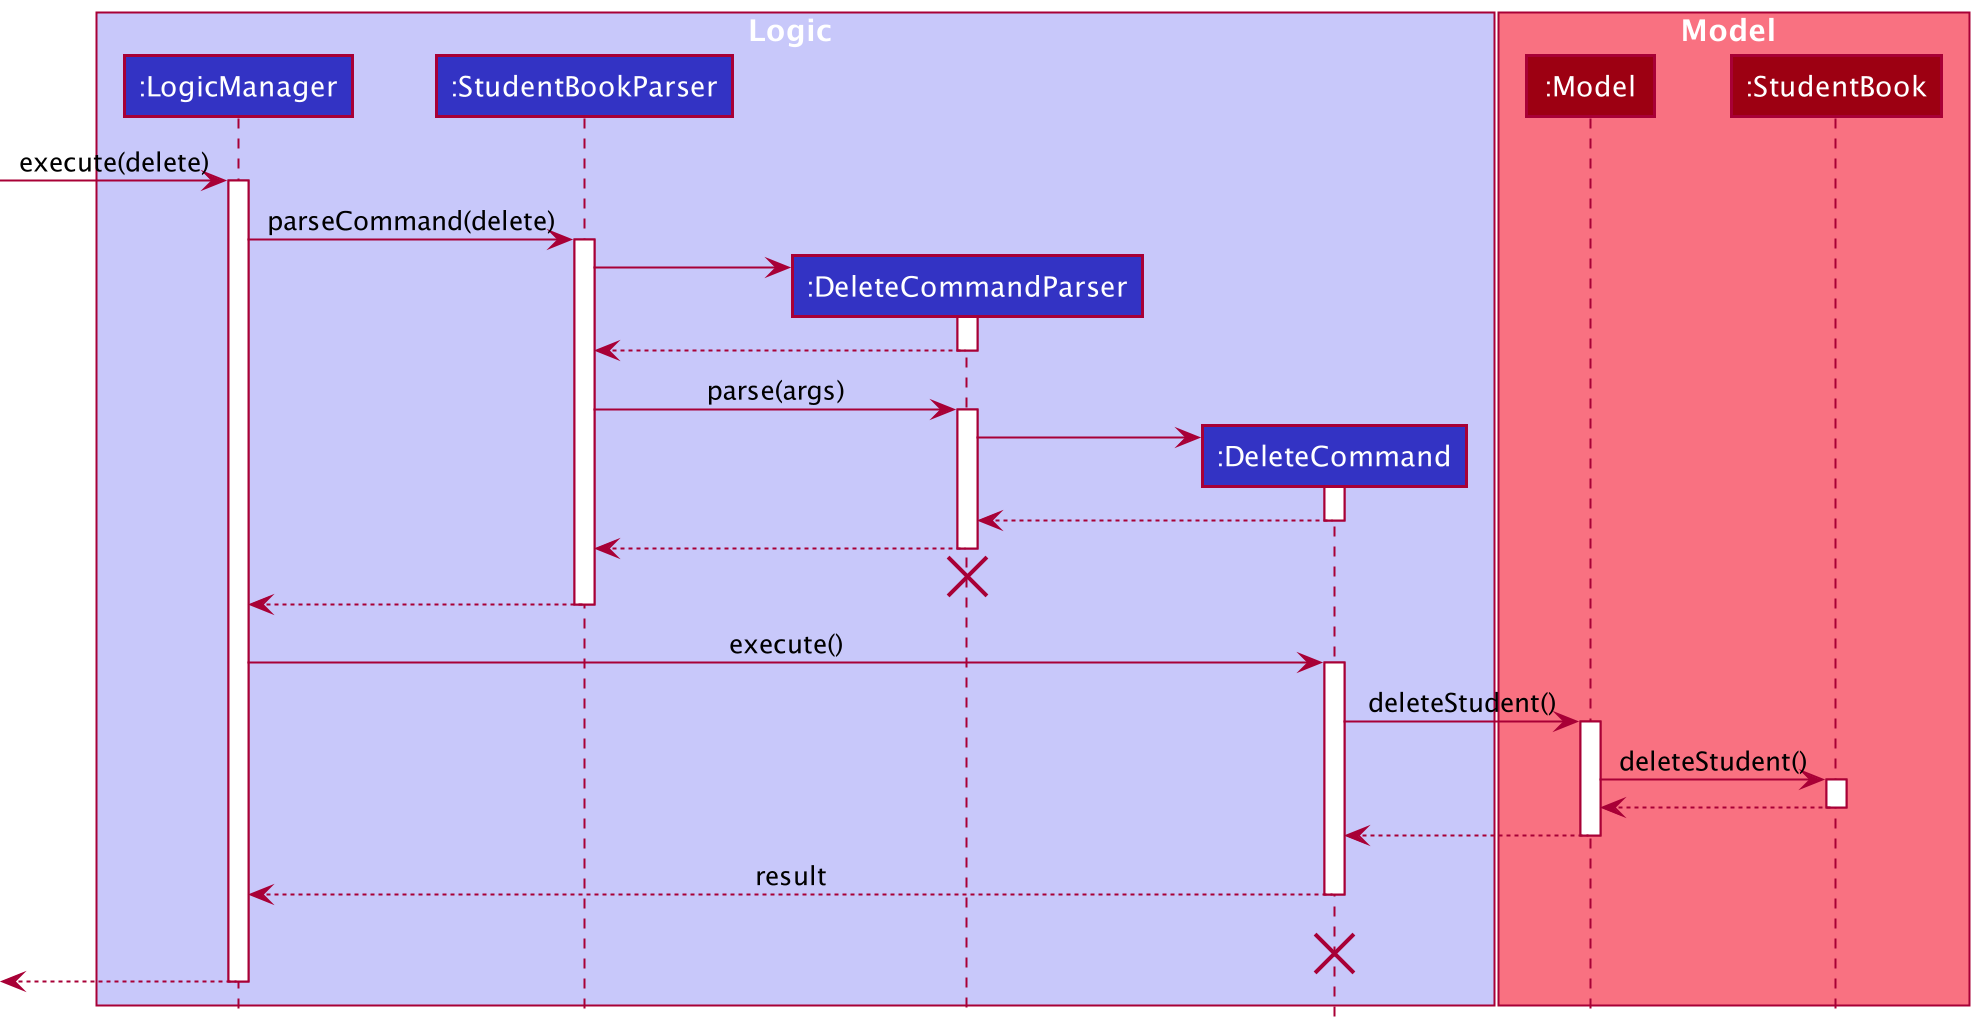 Logic
Model
:LogicManager
:StudentBookParser
:Model
:StudentBook
execute(delete)
parseCommand(delete)
:DeleteCommandParser
parse(args)
:DeleteCommand
execute()
deleteStudent()
deleteStudent()
result